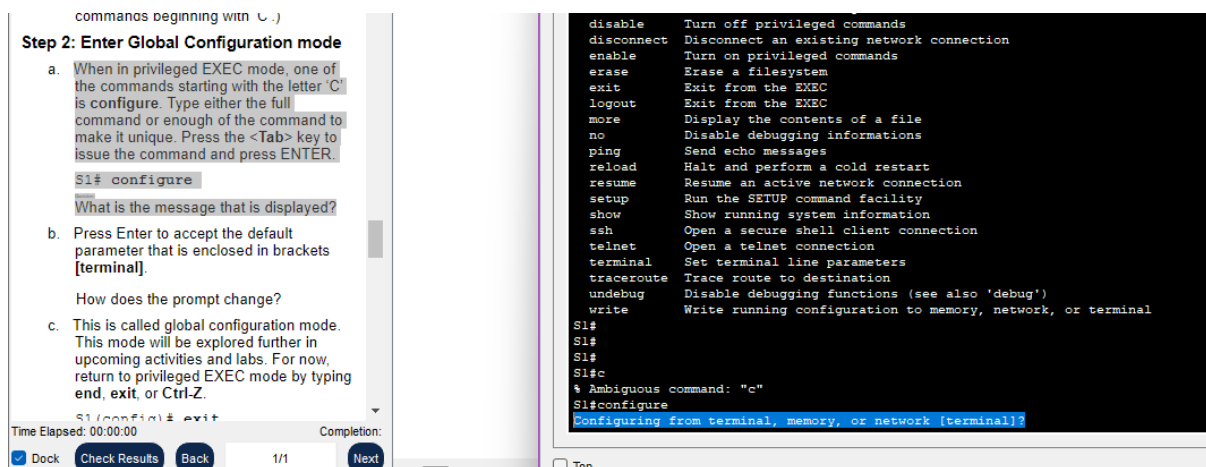 commands beginning with 'C'.)
Step 2: Enter Global Configuration mode
a. When in privileged EXEC mode, one of
the commands starting with the letter 'C'
is configure. Type either the full
command or enough of the command to
make it unique. Press the <Tab> key to
issue the command and press ENTER.
S1# configure
What is the message that is displayed?
b. Press Enter to accept the default
parameter that is enclosed in brackets
[terminal].
How does the prompt change?
c. This is called global configuration mode.
This mode will be explored further in
upcoming activities and labs. For now,
return to privileged EXEC mode by typing
end, exit, or Ctrl-Z.
S1(config)# exit
Time Elapsed: 00:00:00 Completion:
Dock Check Results Back 1/1 Next
disable Turn off privileged commands
disconnect Disconnect an existing network connection
enable Turn on privileged commands
erase Erase a filesystem
exit Exit from the EXEC
logout Exit from the EXEC
more Display the contents of a file
no Disable debugging informations
ping Send echo messages
reload Halt and perform a cold restart
resume Resume an active network connection
setup Run the SETUP command facility
show Show running system information
ssh Open a secure shell client connection
telnet Open a telnet connection
terminal Set terminal line parameters
traceroute Trace route to destination
undebug Disable debugging functions (see also 'debug')
write Write running configuration to memory, network, or terminal
S1#
S1#
S1#
S1#c
% Ambiguous command: "c"
S1#configure
Configuring from terminal, memory, or network [terminal]?
Top